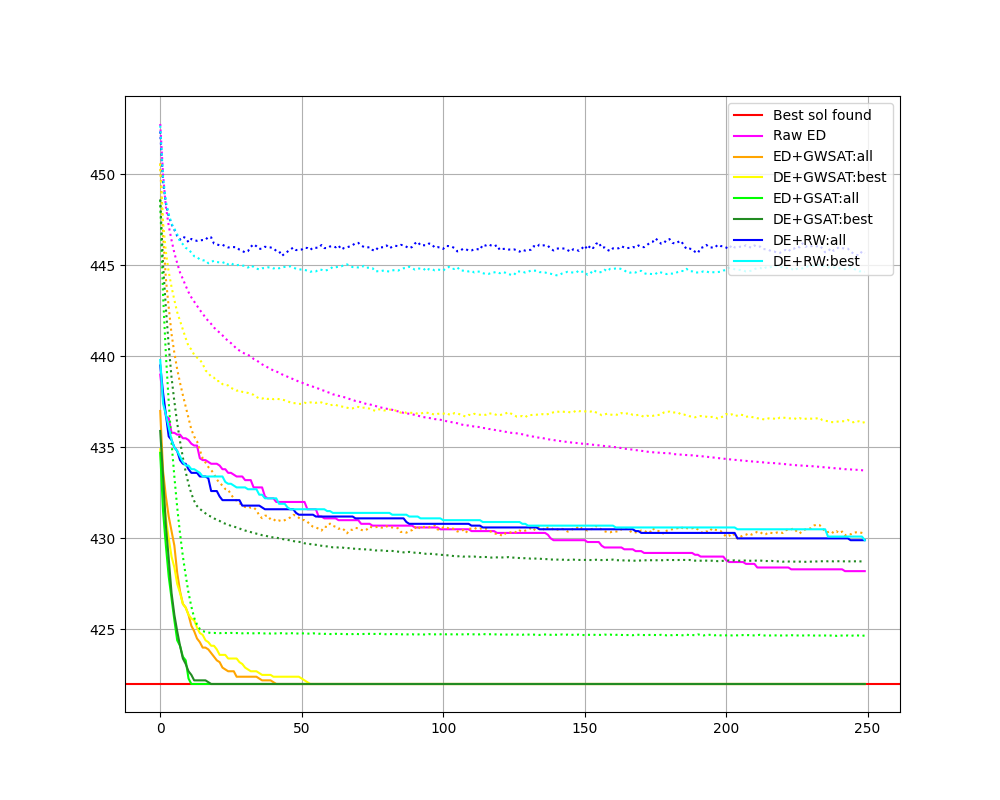 450
445
440
435
430
425
0 50 100 150 200 250
Best sol found
Raw ED
ED+GWSAT:all
DE+GWSAT:best
ED+GSAT:all
DE+GSAT:best
DE+RW:all
DE+RW:best